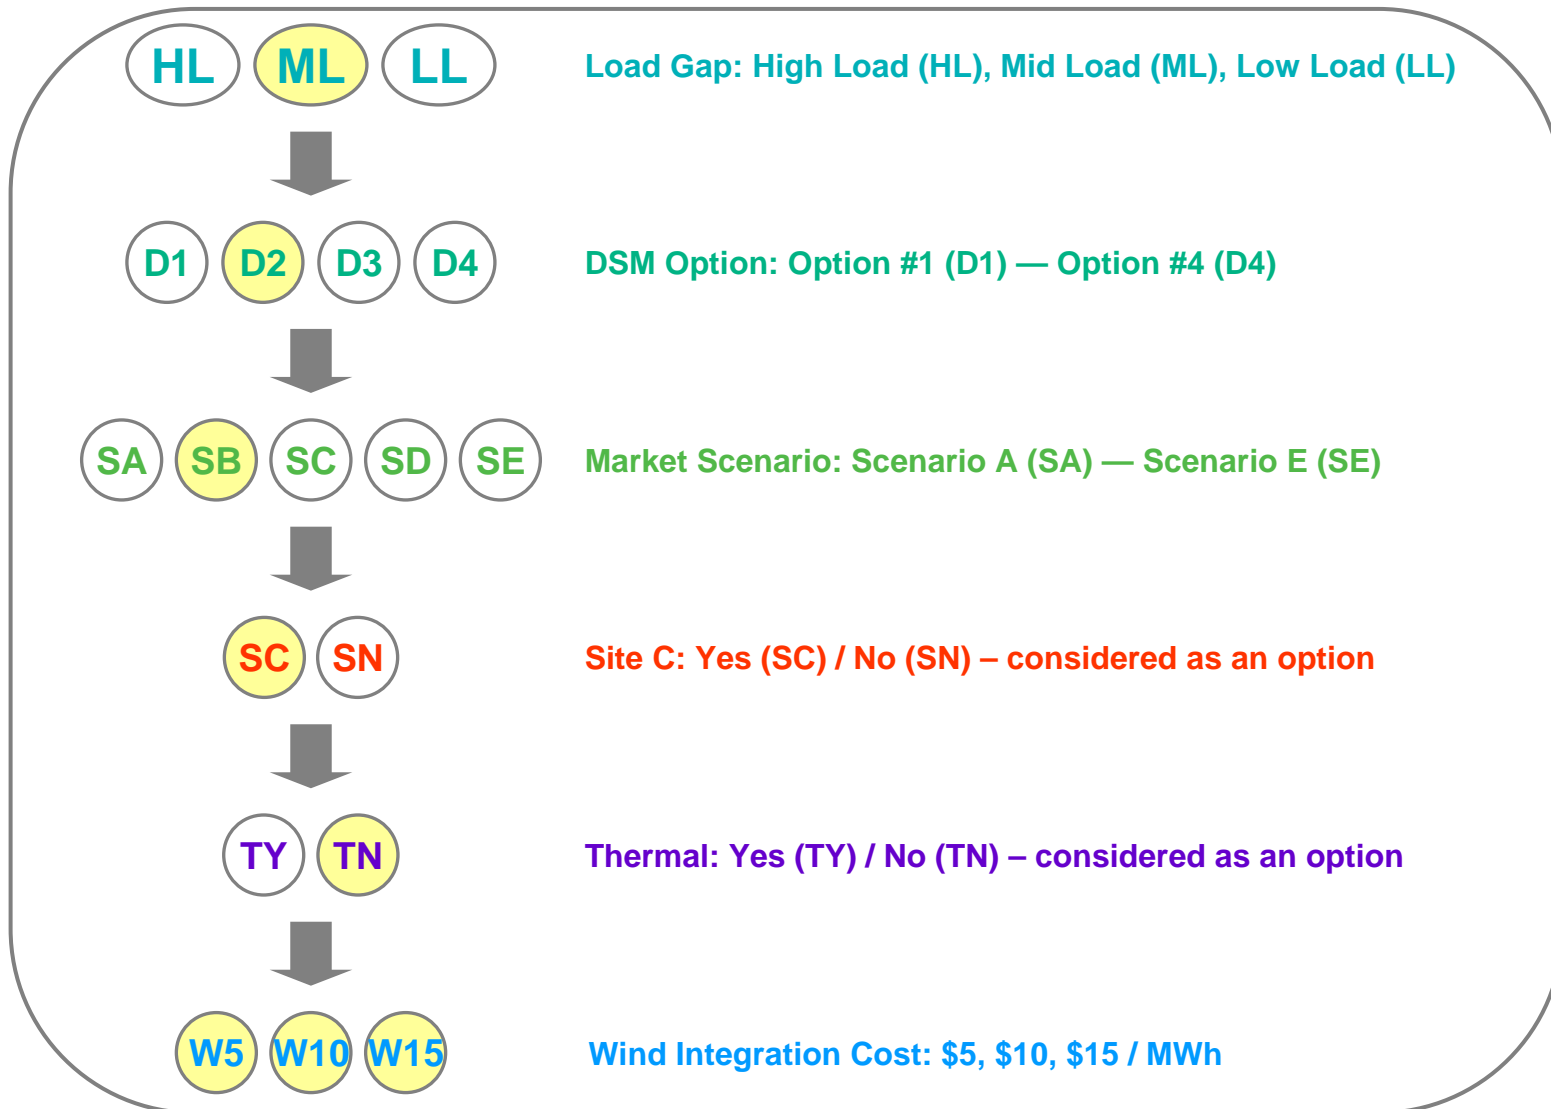 HL ML LL Load Gap: High Load (HL), Mid Load (ML), Low Load (LL)
D1 D2 D3 D4 DSM Option: Option #1 (D1) — Option #4 (D4)
SA SB SC SD SE Market Scenario: Scenario A (SA) — Scenario E (SE)
SC SN Site C: Yes (SC) / No (SN) – considered as an option
TY TN Thermal: Yes (TY) / No (TN) – considered as an option
W5 W10 W15 Wind Integration Cost: $5, $10, $15 / MWh